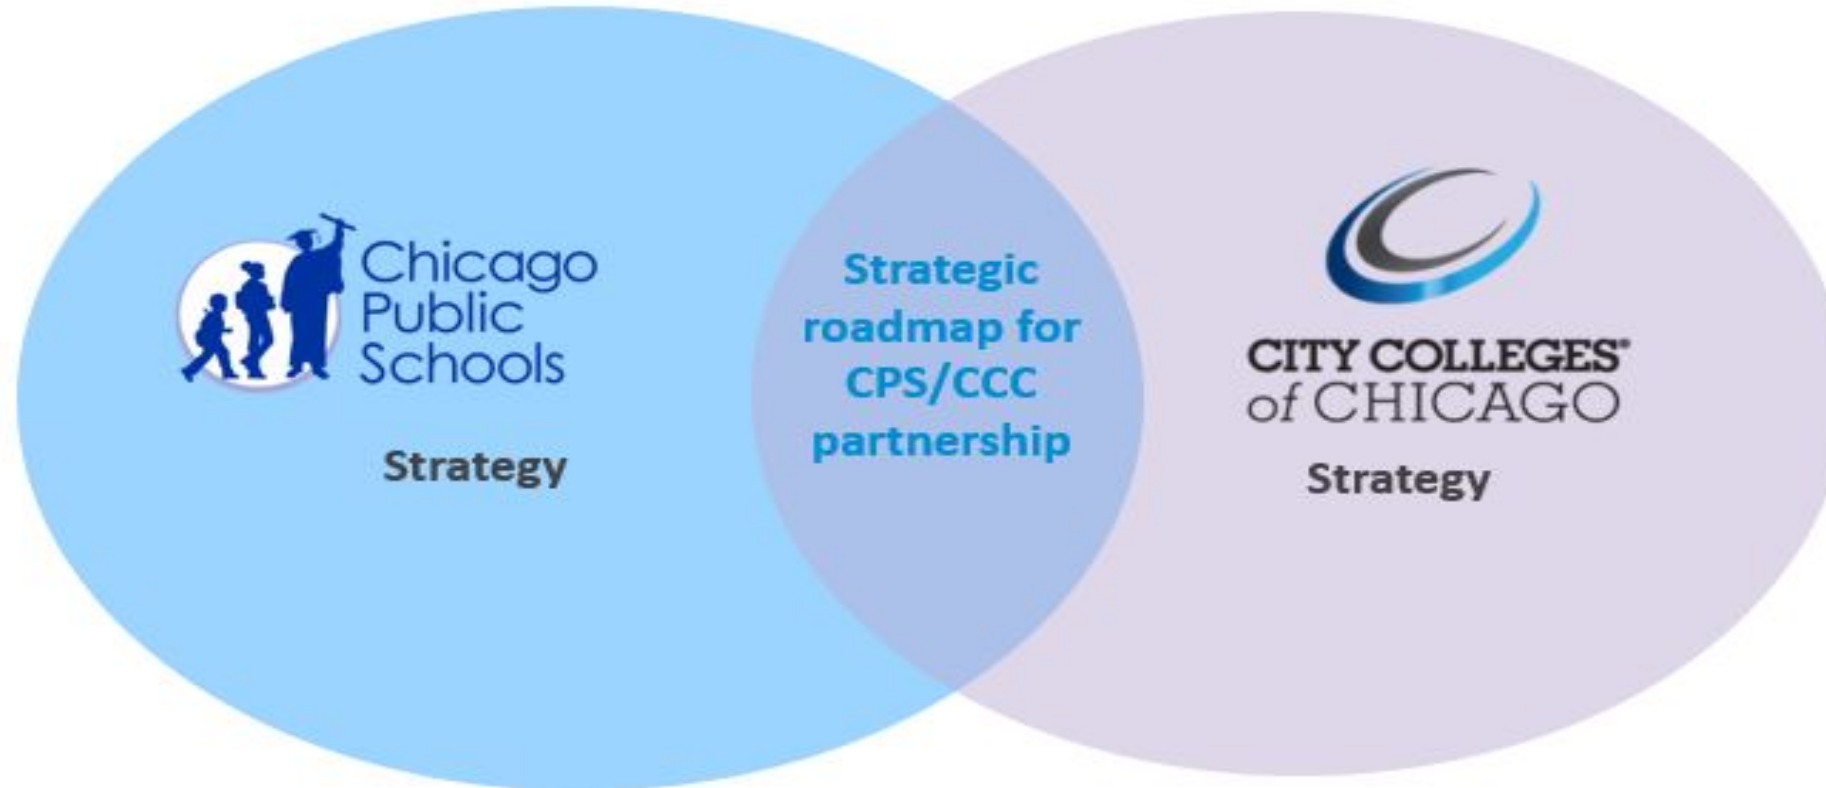 Chicago
Public
Schools
Strategy
Strategic
roadmap for
CPS/CCC
partnership
CITY COLLEGES®
of CHICAGO
Strategy